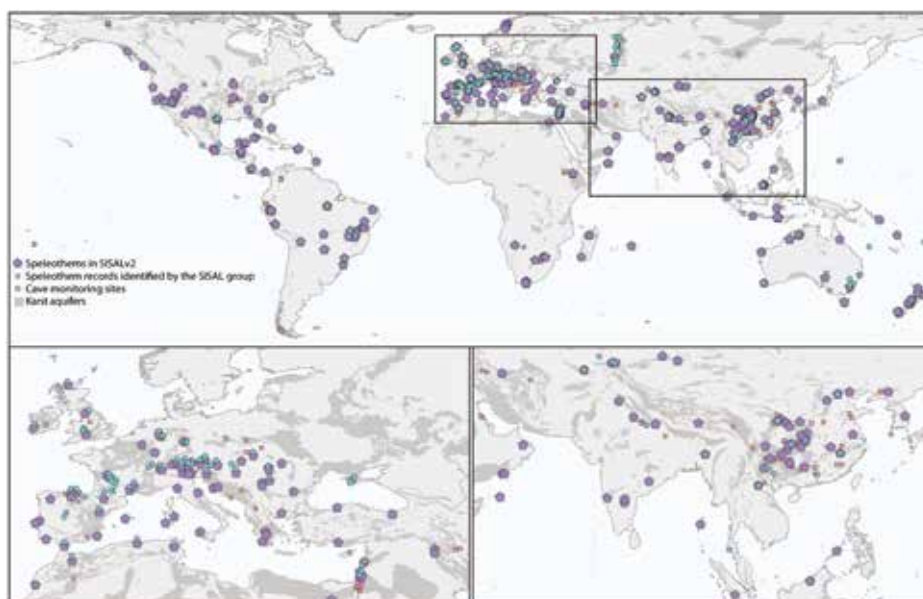 Speleothems in SISALv2
Speleothem records identified by the SISAL group
Cave monitoring sites
Karst aquifers